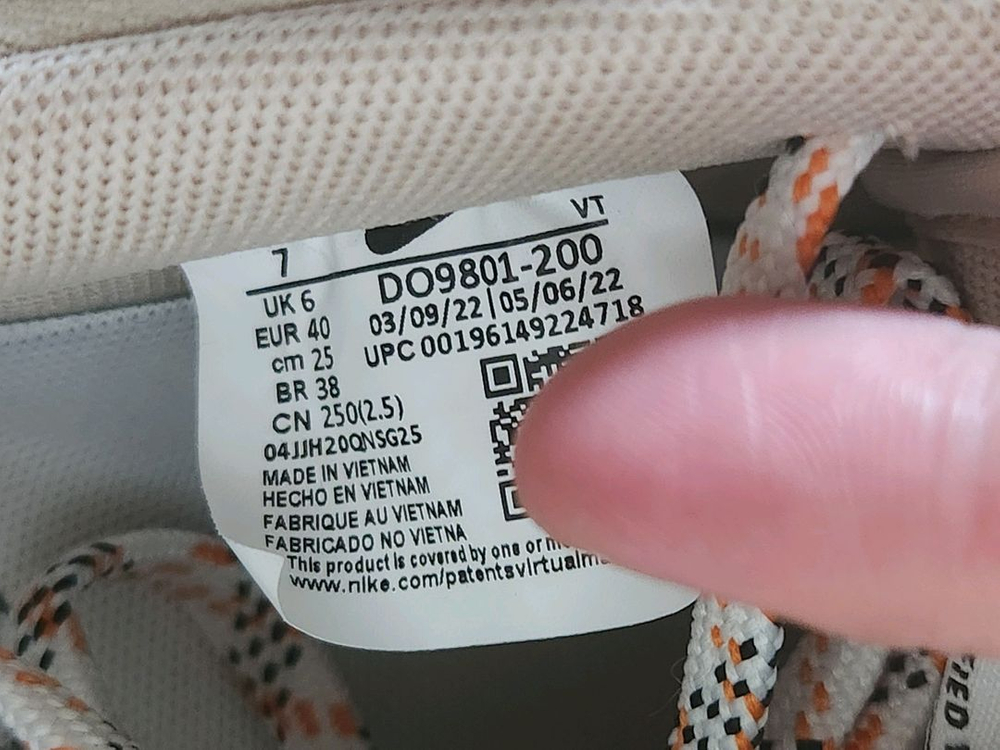 VT
7
DO9801-200
UK 6
03/09/22|05/06/22
EUR 40
UPC 00196149224718
cm 25
BR 38
CN 250(2.5)
04JJH20QNSG25
MADE IN VIETNAM
HECHO EN VIETNAM
FABRIQUE AU VIETNAM
FABRICADO NO VIETNA
This product is covered by one or
www.nike.com/patentsvirtualm